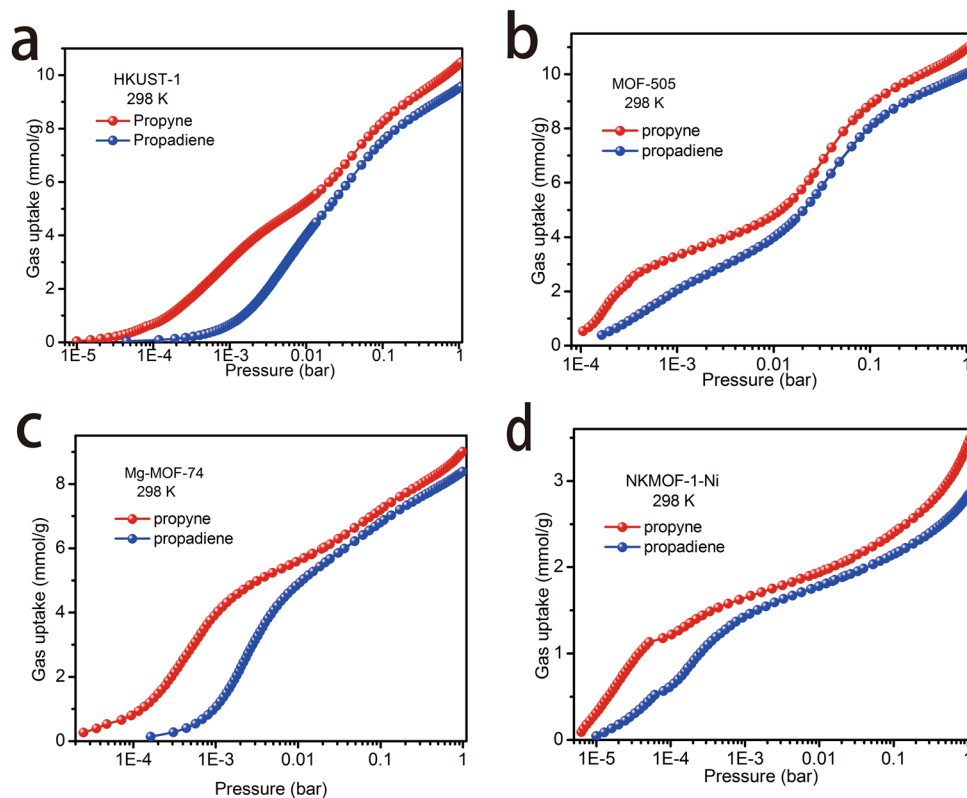 a
HKUST-1
298 K
Propyne
Propadiene
Gas uptake (mmol/g)
10
8
6
4
2
0
1E-5 1E-4 1E-3 0.01 0.1 1
Pressure (bar)
b
MOF-505
298 K
propyne
propadiene
Gas uptake (mmol/g)
10
8
6
4
2
0
1E-4 1E-3 0.01 0.1 1
Pressure (bar)
c
Mg-MOF-74
298 K
propyne
propadiene
Gas uptake (mmol/g)
8
6
4
2
0
1E-4 1E-3 0.01 0.1 1
Pressure (bar)
d
NKMOF-1-Ni
298 K
propyne
propadiene
Gas uptake (mmol/g)
3
2
1
0
1E-5 1E-4 1E-3 0.01 0.1 1
Pressure (bar)